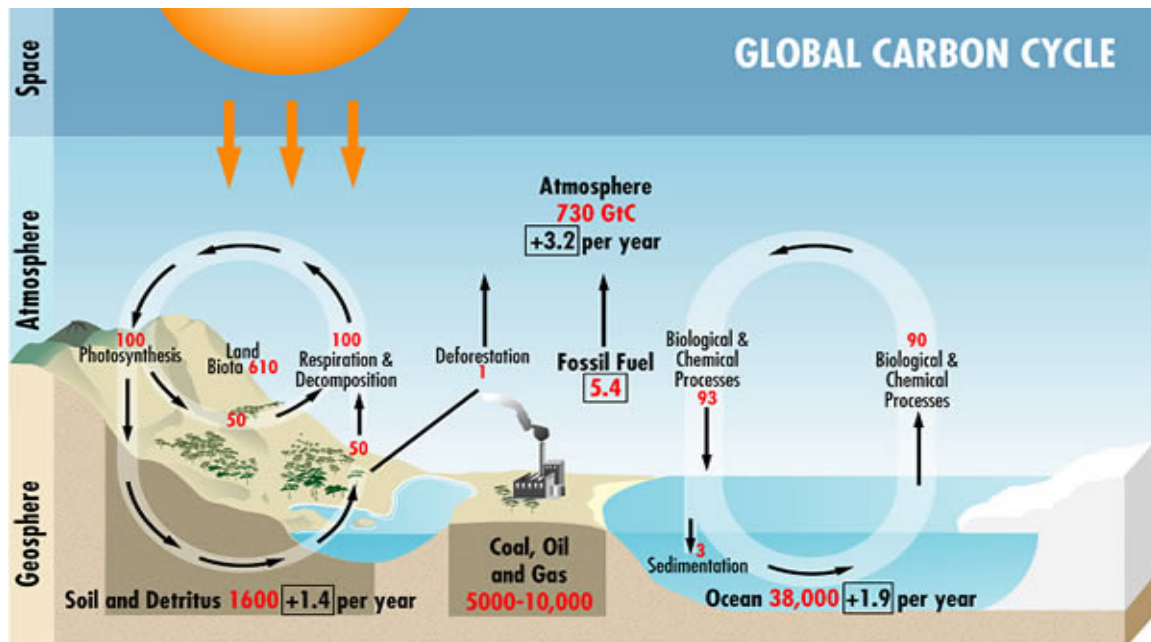 GLOBAL CARBON CYCLE
Space
Atmosphere
Geosphere
Atmosphere
730 GtC
+3.2 per year
100
Photosynthesis
Land
Biota 610
100
Respiration &
Decomposition
50
50
Deforestation
1
Fossil Fuel
5.4
Biological &
Chemical
Processes
93
90
Biological &
Chemical
Processes
3
Sedimentation
Coal, Oil
and Gas
5000-10,000
Soil and Detritus 1600 +1.4 per year
Ocean 38,000 +1.9 per year